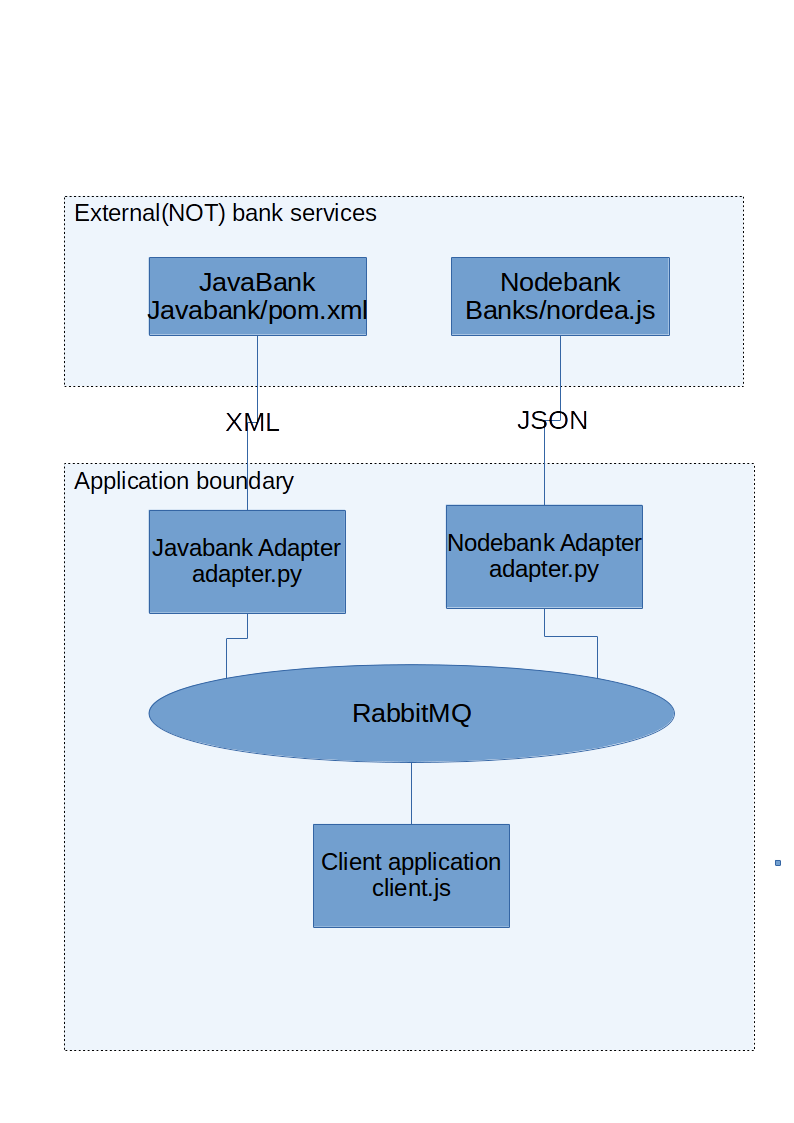 External(NOT) bank services
JavaBank
Javabank/pom.xml
Nodebank
Banks/nordea.js
XML
JSON
Application boundary
Javabank Adapter
adapter.py
Nodebank Adapter
adapter.py
RabbitMQ
Client application
client.js